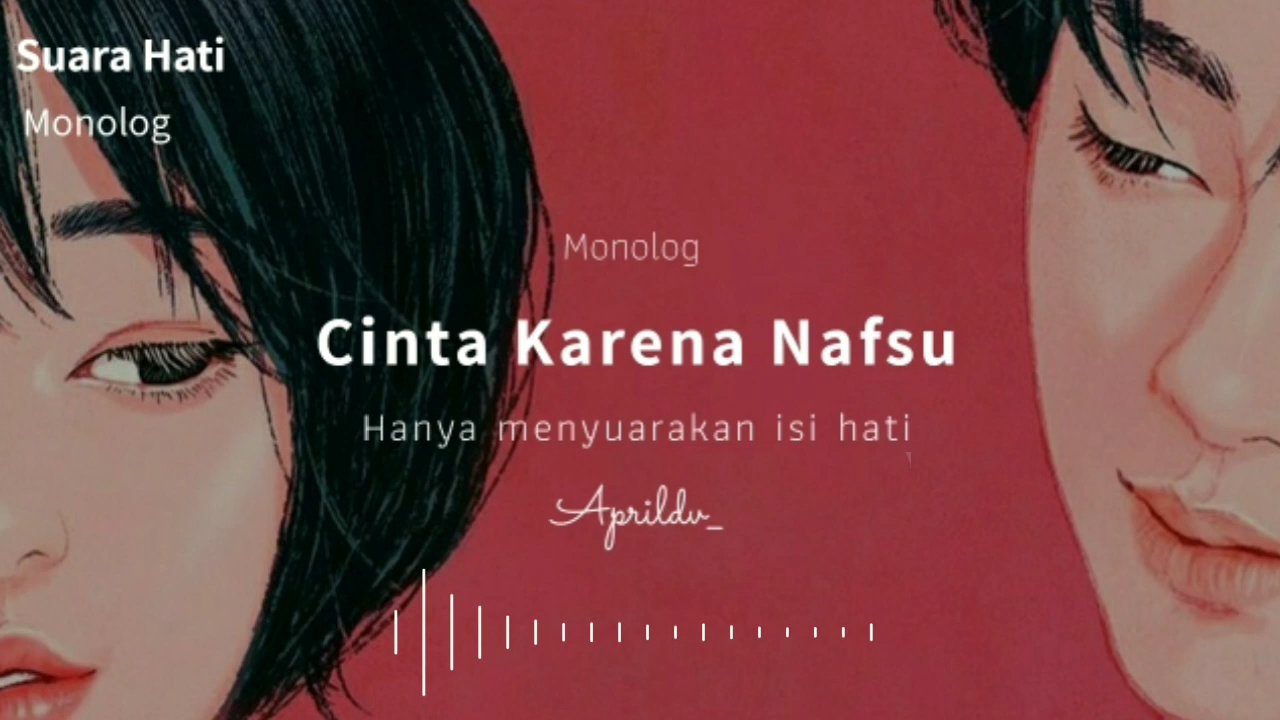 Suara Hati
Monolog
Monolog
Cinta Karena Nafsu
Hanya menyuarakan isi hati
Aprildv_